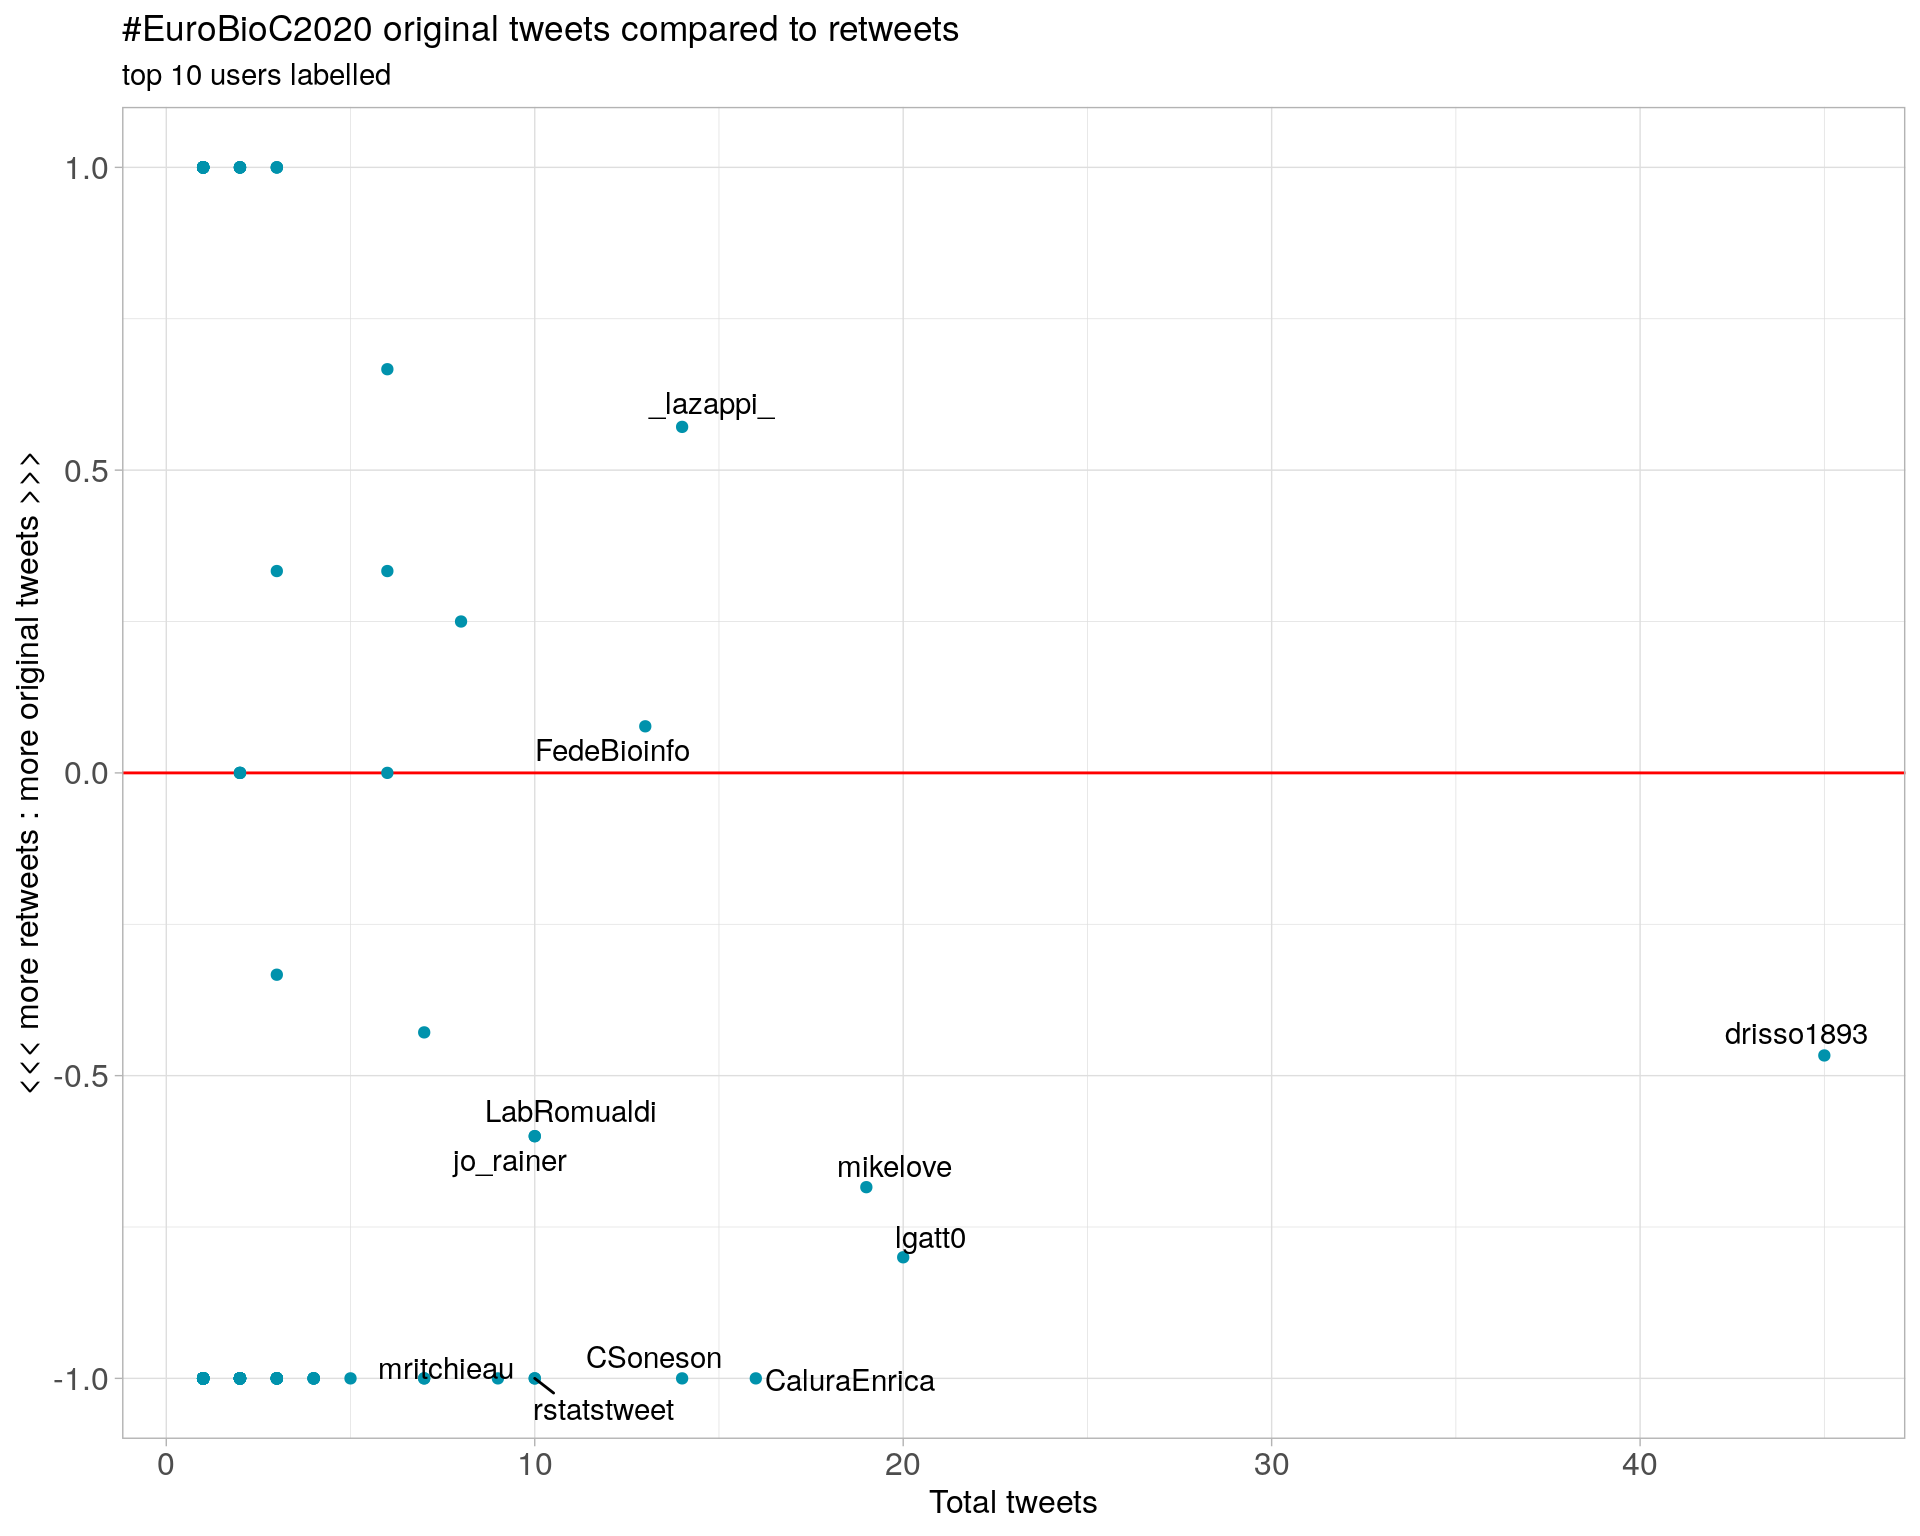 #EuroBioC2020 original tweets compared to retweets
top 10 users labelled
<<< more retweets : more original tweets >>>
1.0
0.5
0.0
-0.5
-1.0
_lazappi_
FedeBioinfo
drisso1893
LabRomualdi
jo_rainer
mikelove
lgatt0
CSoneson
mritchieau
CaluraEnrica
rstatstweet
0 10 20 30 40
Total tweets